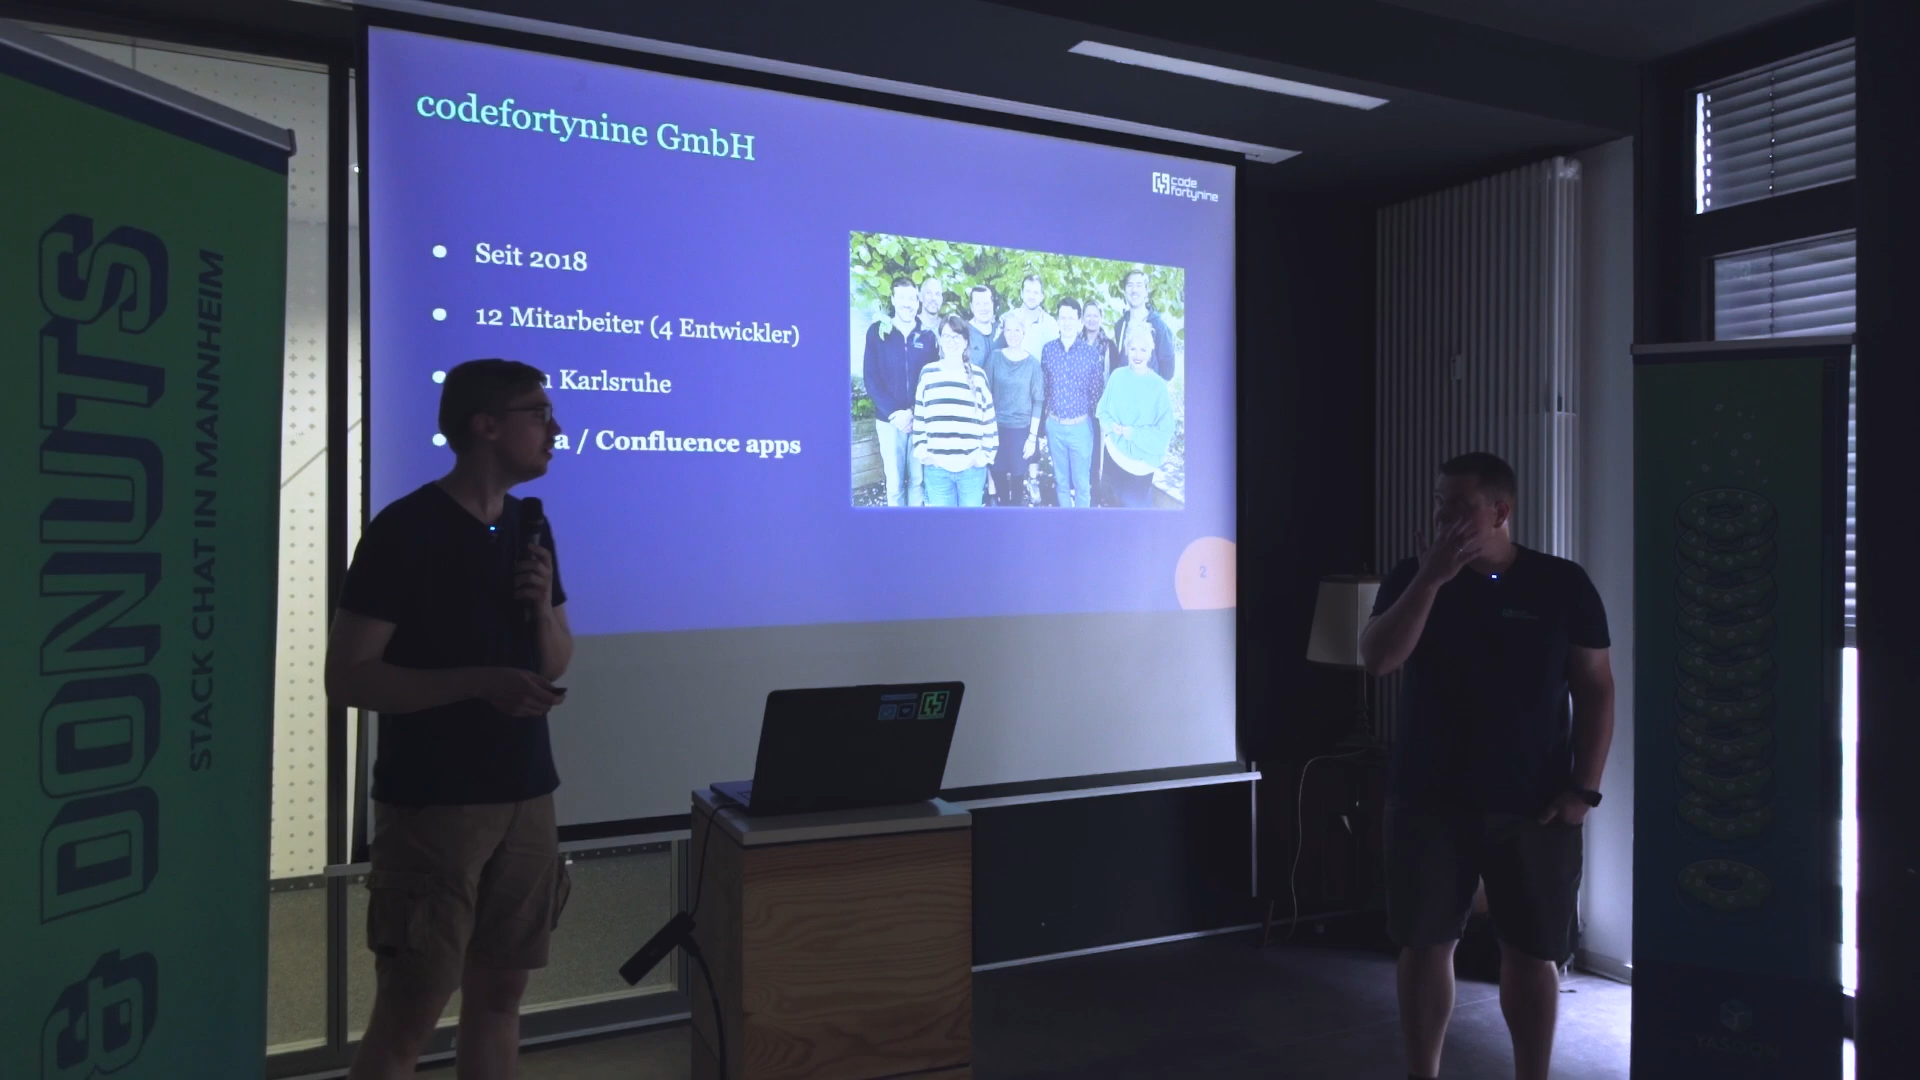 & DONUTS
STACK CHAT IN MANNHEIM
codefortynine GmbH
code
fortynine
Seit 2018
12 Mitarbeiter (4 Entwickler)
Karlsruhe
/ Confluence apps
2
YASOON